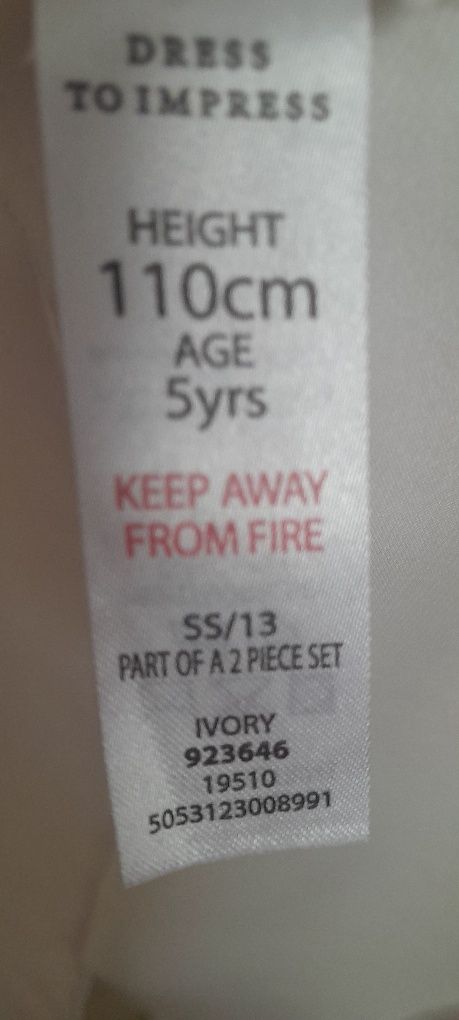 DRESS
TO IMPRESS
HEIGHT
110cm
AGE
5yrs
KEEP AWAY
FROM FIRE
SS/13
PART OF A 2 PIECE SET
IVORY
923646
19510
5053123008991